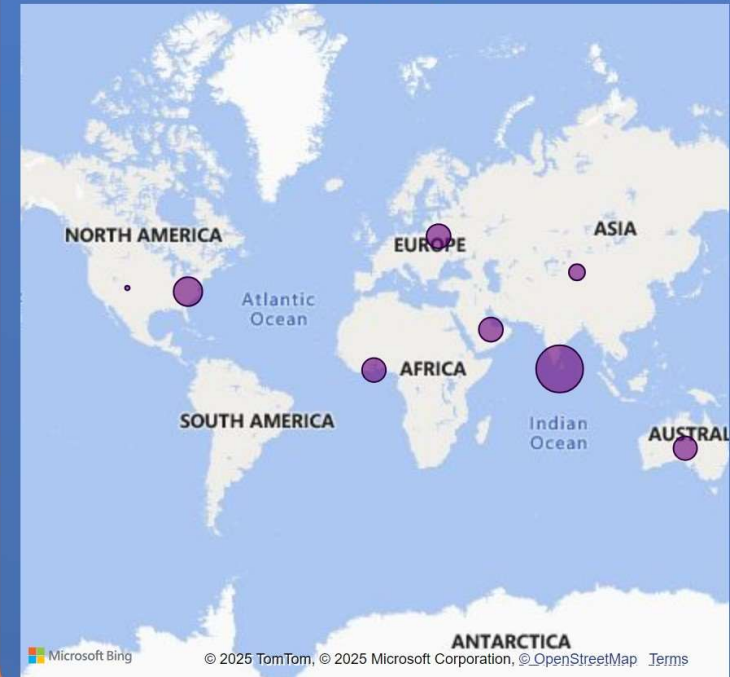 NORTH AMERICA
EUROPE
ASIA
Atlantic
Ocean
AFRICA
SOUTH AMERICA
Indian
Ocean
AUSTRAL
ANTARCTICA
Microsoft Bing
© 2025 TomTom, © 2025 Microsoft Corporation, © OpenStreetMap Terms